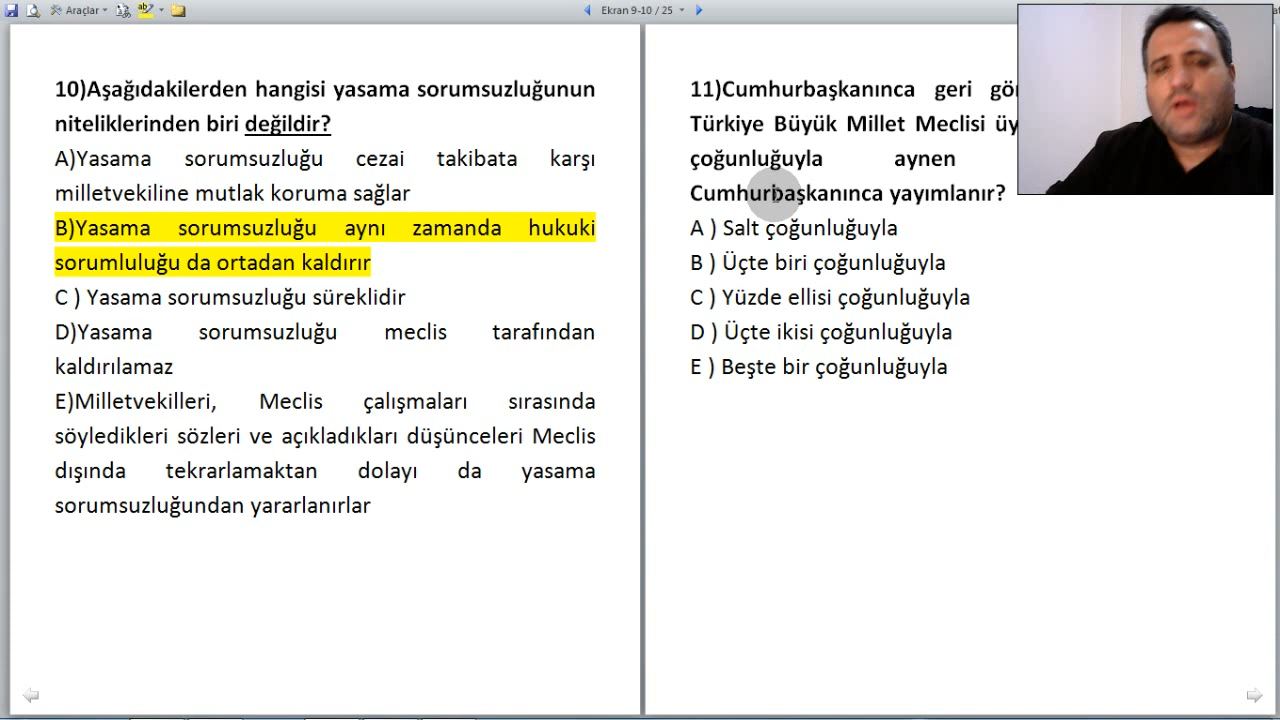 Araçlar
Ekran 9-10 / 25
10)Aşağıdakilerden hangisi yasama sorumsuzluğunun
niteliklerinden biri değildir?
A)Yasama sorumsuzluğu cezai takibata karşı
milletvekiline mutlak koruma sağlar
B)Yasama sorumsuzluğu aynı zamanda hukuki
sorumluluğu da ortadan kaldırır
C ) Yasama sorumsuzluğu süreklidir
D)Yasama sorumsuzluğu meclis tarafından
kaldırılamaz
E)Milletvekilleri, Meclis çalışmaları sırasında
söyledikleri sözleri ve açıkladıkları düşünceleri Meclis
dışında tekrarlamaktan dolayı da yasama
sorumsuzluğundan yararlanırlar
11)Cumhurbaşkanınca geri
Türkiye Büyük Millet Meclisi
çoğunluğuyla aynen
Cumhurbaşkanınca yayımlanır?
A ) Salt çoğunluğuyla
B ) Üçte biri çoğunluğuyla
C ) Yüzde ellisi çoğunluğuyla
D ) Üçte ikisi çoğunluğuyla
E ) Beşte bir çoğunluğuyla